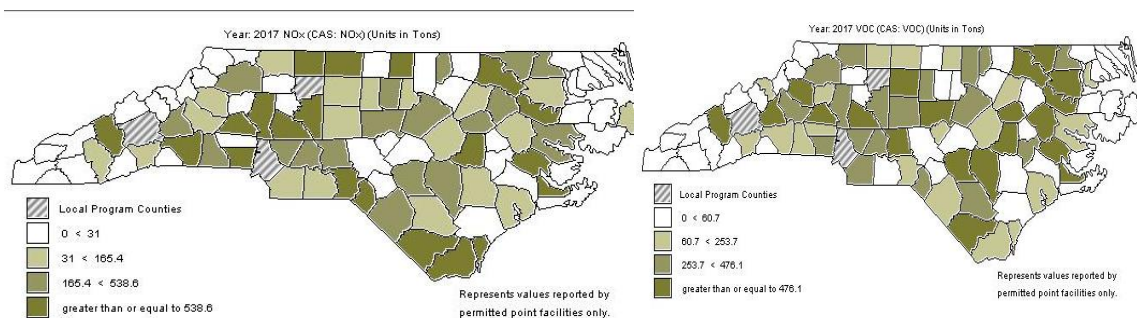 Year: 2017 NOx (CAS: NOx) (Units in Tons)
Local Program Counties
0 < 31
31 < 165.4
165.4 < 538.6
greater than or equal to 538.6
Represents values reported by
permitted point facilities only.
Year: 2017 VOC (CAS: VOC) (Units in Tons)
Local Program Counties
0 < 60.7
60.7 < 253.7
253.7 < 476.1
greater than or equal to 476.1
Represents values reported by
permitted point facilities only.